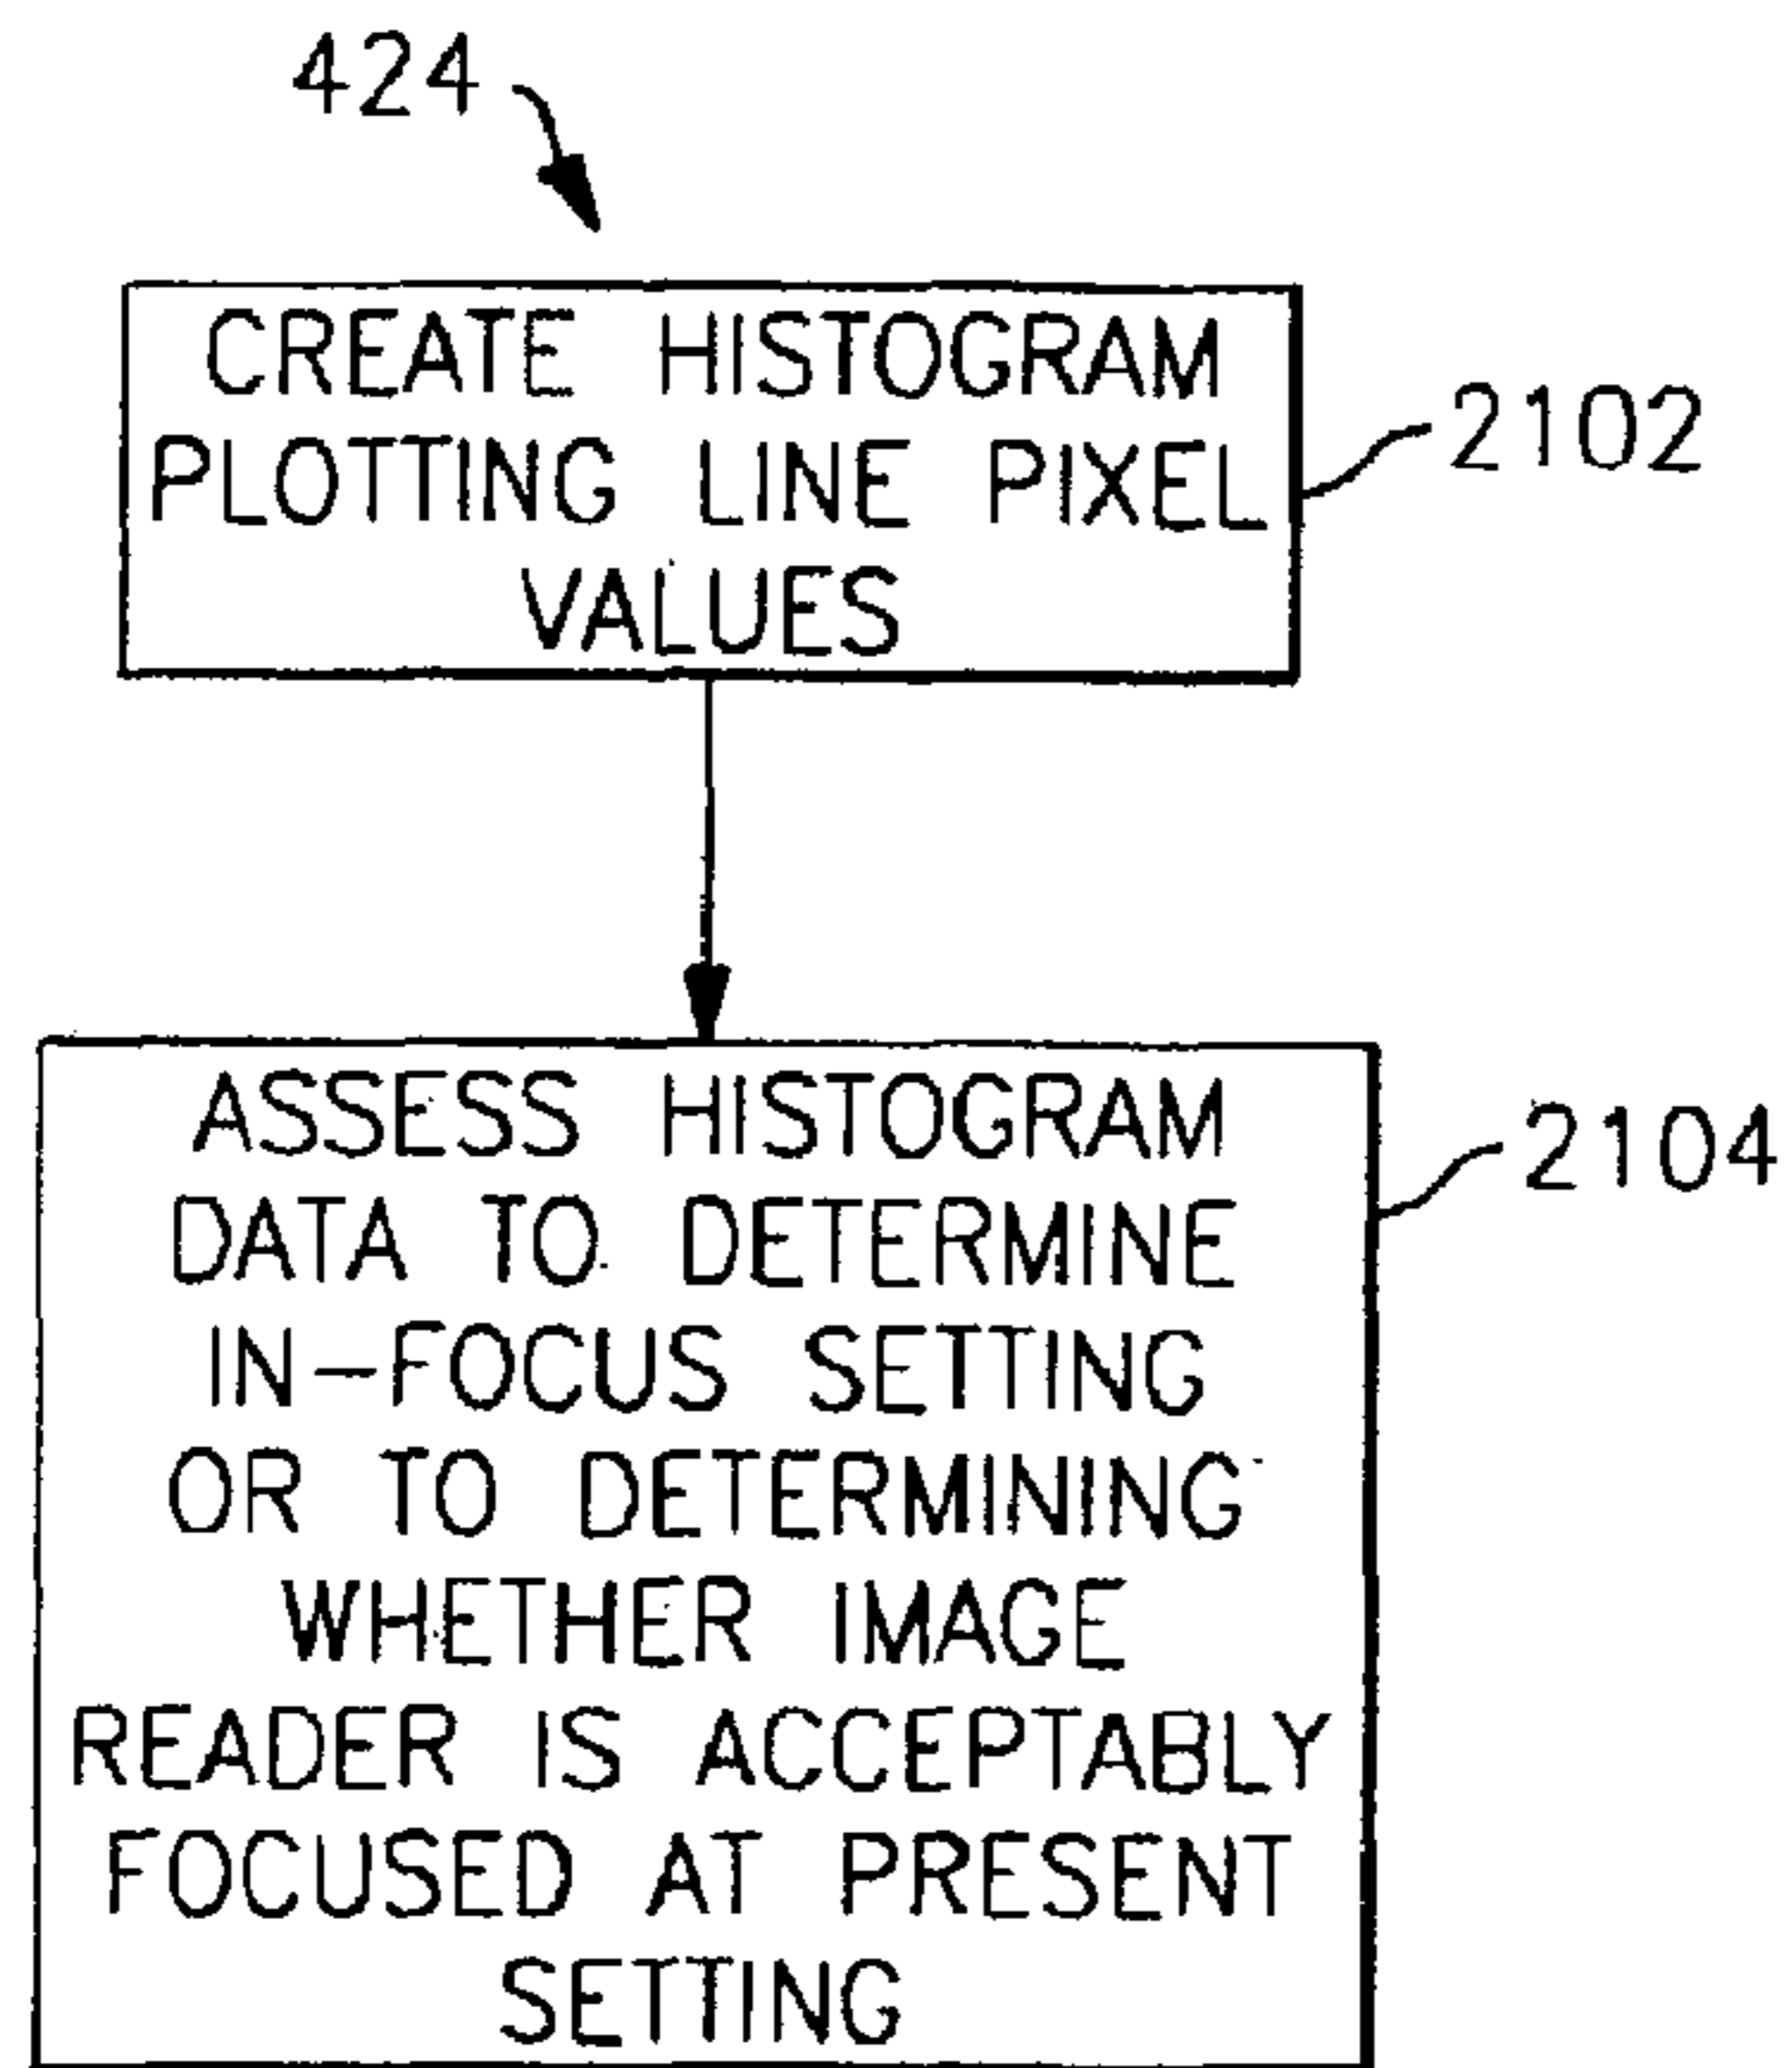 424
CREATE HISTOGRAM
PLOTTING LINE PIXEL
VALUES
2102
ASSESS HISTOGRAM
DATA TO DETERMINE
IN-FOCUS SETTING
OR TO DETERMINING
WHETHER IMAGE
READER IS ACCEPTABLY
FOCUSED AT PRESENT
SETTING
2104